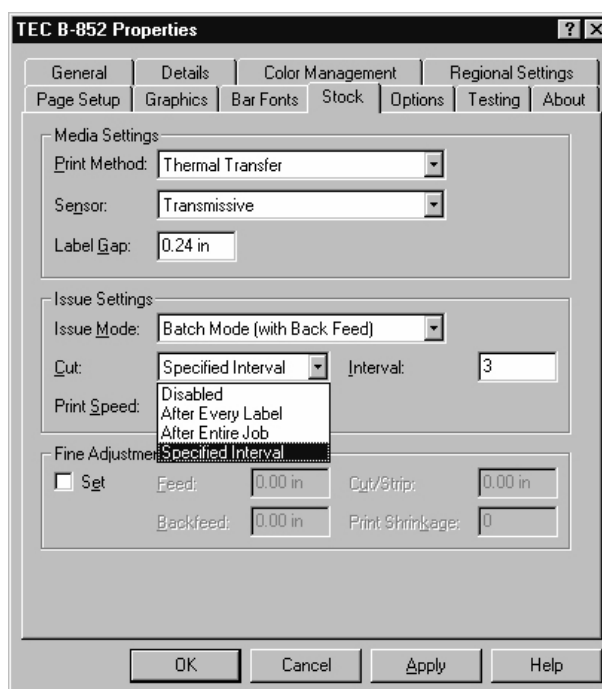 TEC B-852 Properties
General Details Color Management Regional Settings
Page Setup Graphics Bar Fonts Stock Options Testing About
Media Settings
Print Method: Thermal Transfer
Sensor: Transmissive
Label Gap: 0.24 in
Issue Settings
Issue Mode: Batch Mode (with Back Feed)
Cut: Specified Interval Interval: 3
Disabled
Print Speed: After Every Label
After Entire Job
Fine Adjustme Specified Interval
Set Feed: 0.00 in Cut/Strip: 0.00 in
Backfeed: 0.00 in Print Shrinkage: 0
OK Cancel Apply Help